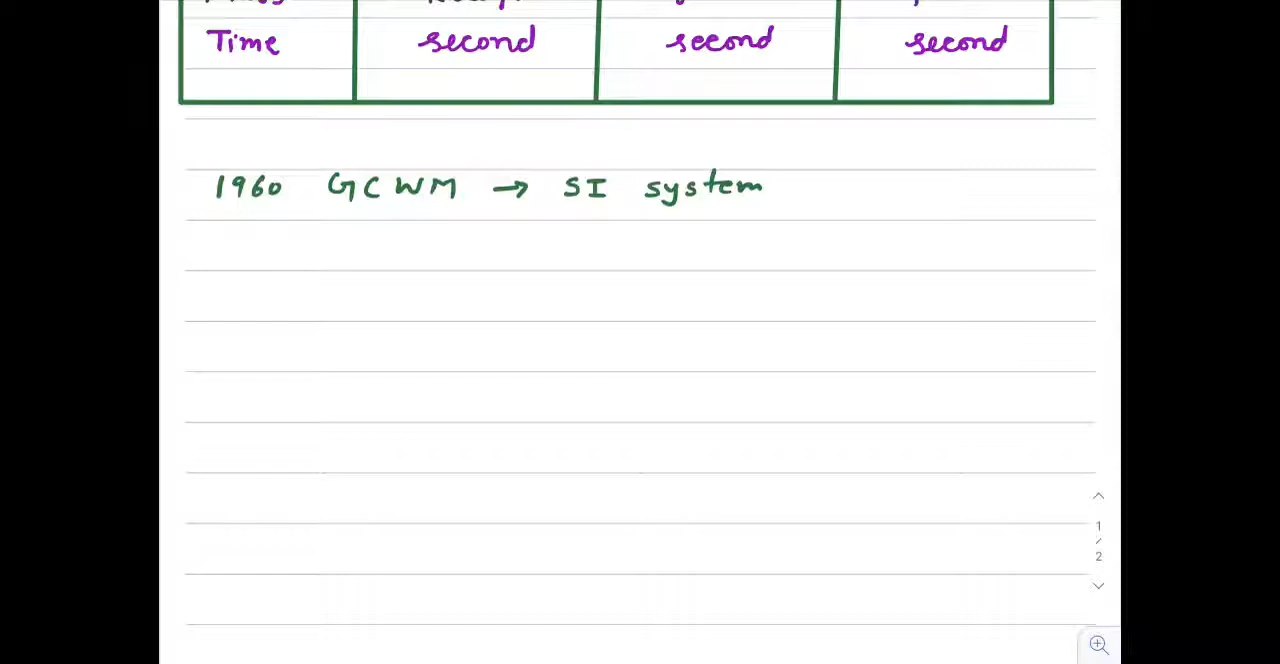 Time second second second
1960 GCWM → SI system
1
/
2